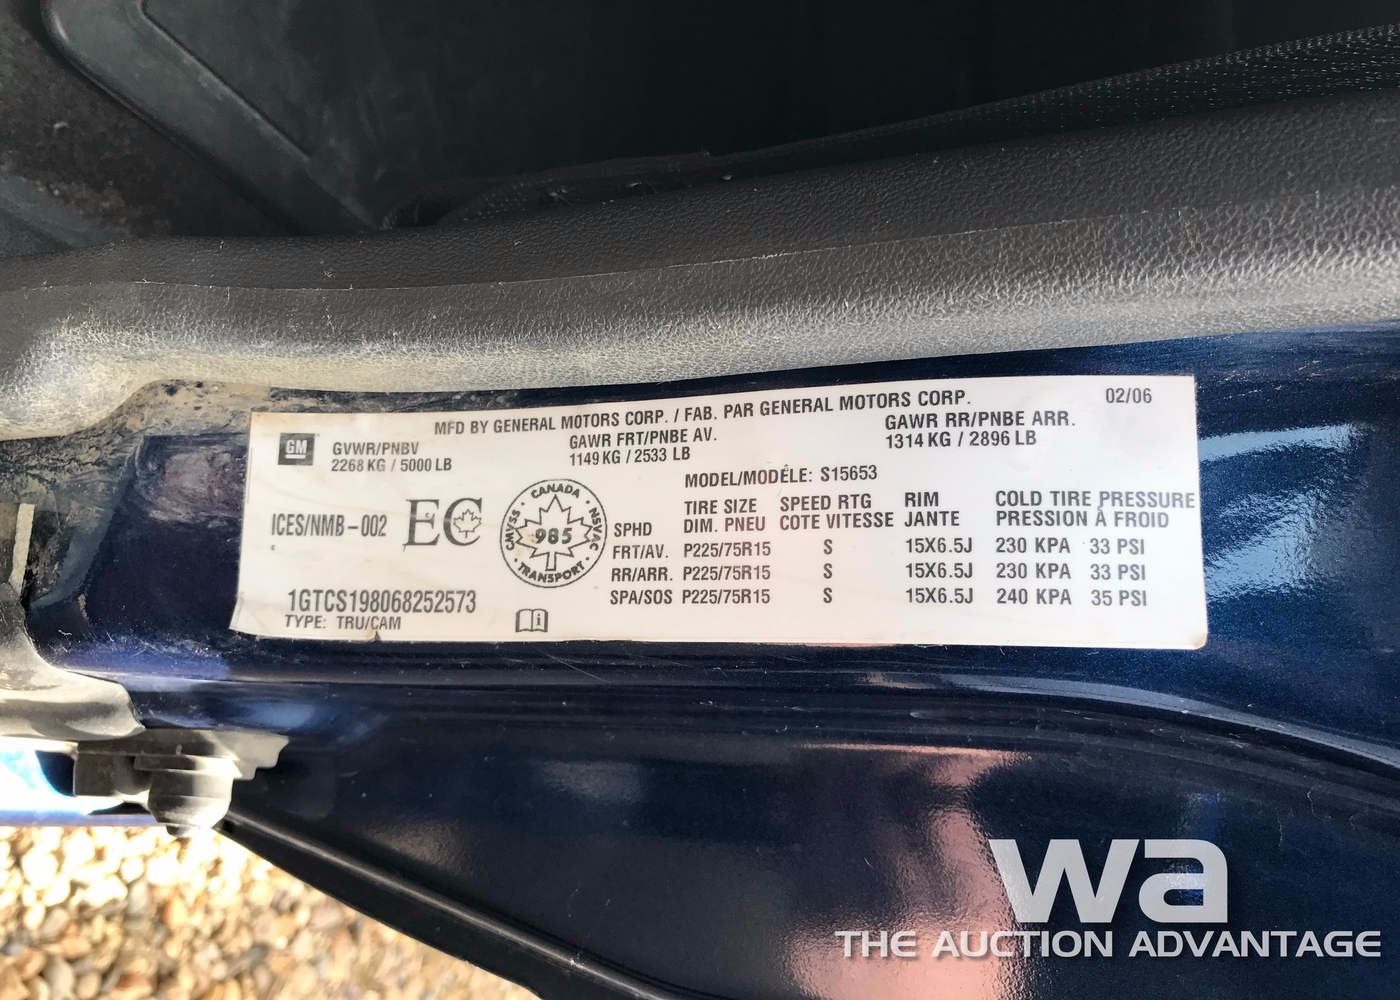 MFD BY GENERAL MOTORS CORP. / FAB. PAR GENERAL MOTORS CORP. 02/06
GM
GVWR/PNBV
2268 KG / 5000 LB
GAWR FRT/PNBE AV.
1149 KG / 2533 LB
GAWR RR/PNBE ARR.
1314 KG / 2896 LB
MODEL/MODÈLE: S15653
ICES/NMB-002
EC
CANADA
CMVSS
NSVAC
985
TRANSPORT
TIRE SIZE SPEED RTG RIM COLD TIRE PRESSURE
SPHD DIM. PNEU COTE VITESSE JANTE PRESSION À FROID
FRT/AV. P225/75R15 S 15X6.5J 230 KPA 33 PSI
RR/ARR. P225/75R15 S 15X6.5J 230 KPA 33 PSI
SPA/SOS P225/75R15 S 15X6.5J 240 KPA 35 PSI
1GTCS198068252573
TYPE: TRU/CAM
i
wa
THE AUCTION ADVANTAGE